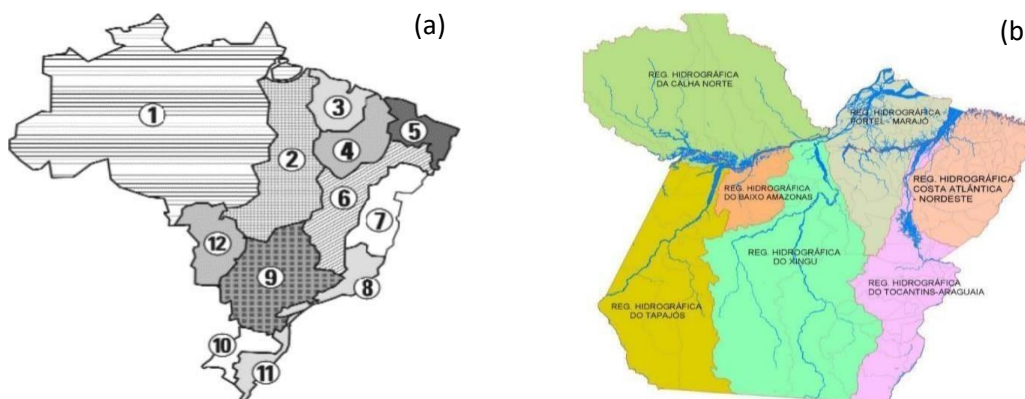 (a)
1
2
3
4
5
6
7
8
9
10
11
12
(b)
REG. HIDROGRÁFICA
DA CALHA NORTE
REG. HIDROGRÁFICA
PORTEL - MARAJÓ
REG. HIDROGRÁFICA
COSTA ATLÂNTICA
- NORDESTE
REG. HIDROGRÁFICA
DO BAIXO AMAZONAS
REG. HIDROGRÁFICA
DO XINGU
REG. HIDROGRÁFICA
DO TOCANTINS-ARAGUAIA
REG. HIDROGRÁFICA
DO TAPAJÓS